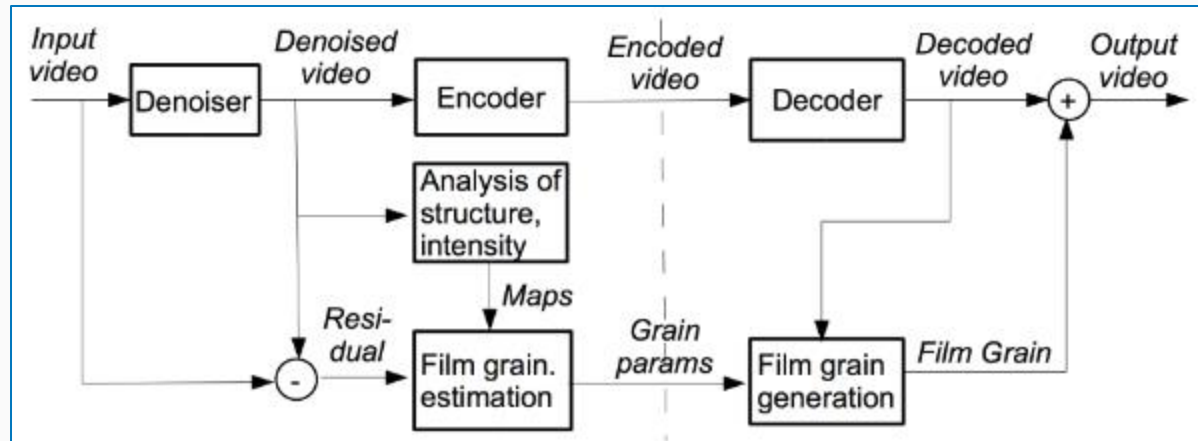 Input
video
Denoised
video
Encoded
video
Decoded
video
Output
video
Denoiser
Encoder
Decoder
+
Analysis of
structure,
intensity
Maps
Resi-
dual
Grain
params
Film Grain
-
Film grain.
estimation
Film grain
generation